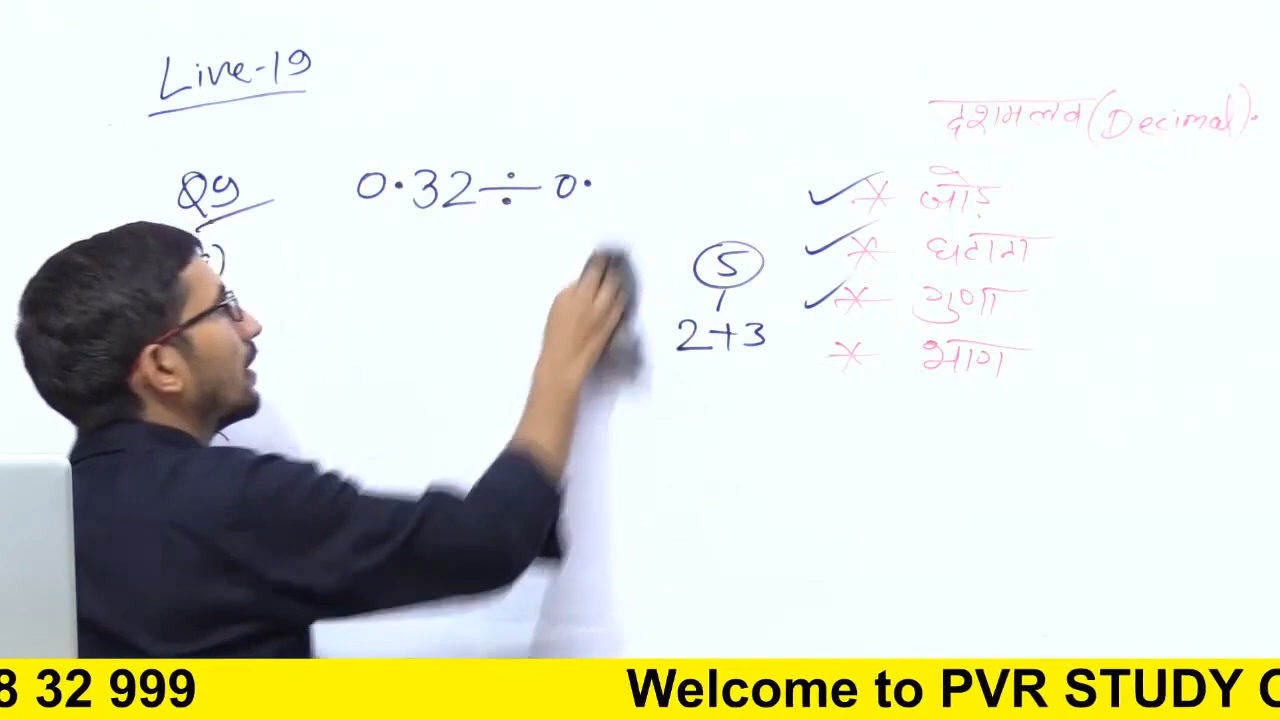 Live-19
दशमलव (Decimal).
Q9 0.32 ÷ 0.
* जोड़
* घटाना
* गुणा
* भाग
5
2+3
8 32 999 Welcome to PVR STUDY